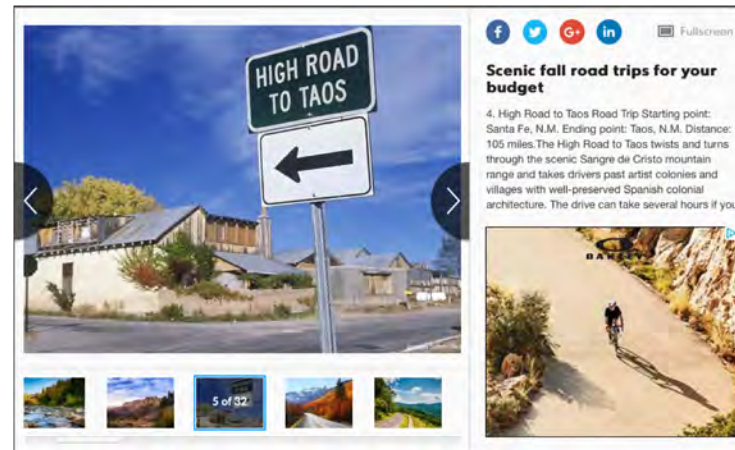 HIGH ROAD
TO TAOS
5 of 32
Fullscreen
Scenic fall road trips for your
budget
4. High Road to Taos Road Trip Starting point:
Santa Fe, N.M. Ending point: Taos, N.M. Distance:
105 miles.The High Road to Taos twists and turns
through the scenic Sangre de Cristo mountain
range and takes drivers past artist colonies and
villages with well-preserved Spanish colonial
architecture. The drive can take several hours if you
OAKLEY